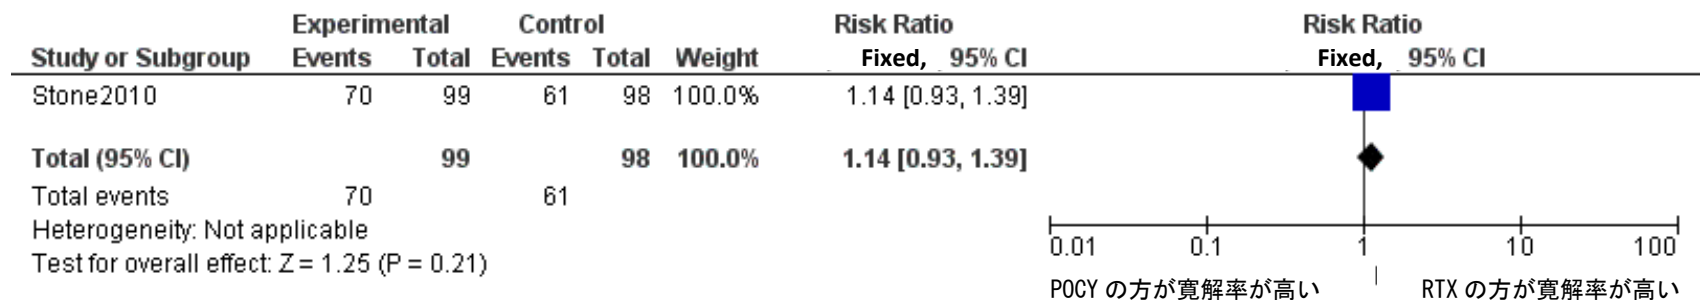 Experimental Control Risk Ratio Risk Ratio
Study or Subgroup Events Total Events Total Weight Fixed, 95% CI Fixed, 95% CI
Stone2010 70 99 61 98 100.0% 1.14 [0.93, 1.39]
Total (95% CI) 99 98 100.0% 1.14 [0.93, 1.39]
Total events 70 61
Heterogeneity: Not applicable
Test for overall effect: Z = 1.25 (P = 0.21)
0.01 0.1 1 10 100
POCY の方が寛解率が高い RTX の方が寛解率が高い